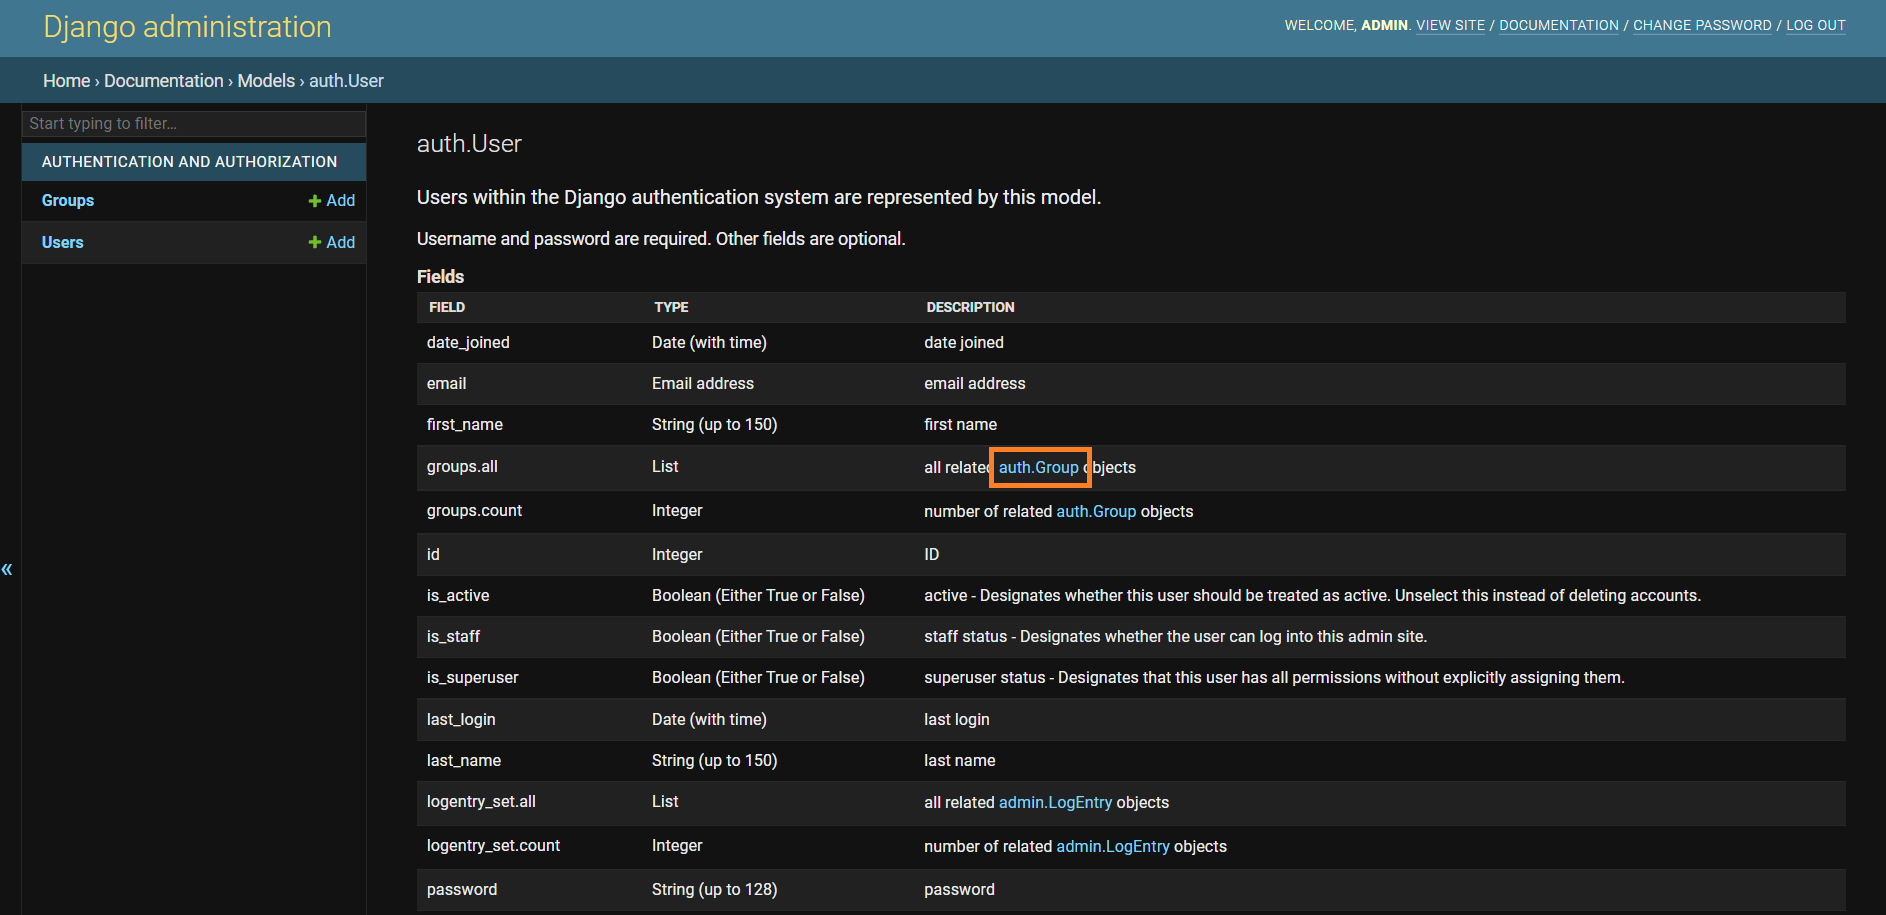 Django administration
WELCOME, ADMIN. VIEW SITE / DOCUMENTATION / CHANGE PASSWORD / LOG OUT
Home › Documentation › Models › auth.User
Start typing to filter…
AUTHENTICATION AND AUTHORIZATION
Groups + Add
Users + Add
«
auth.User
Users within the Django authentication system are represented by this model.
Username and password are required. Other fields are optional.
Fields
FIELD TYPE DESCRIPTION
date_joined Date (with time) date joined
email Email address email address
first_name String (up to 150) first name
groups.all List all related auth.Group objects
groups.count Integer number of related auth.Group objects
id Integer ID
is_active Boolean (Either True or False) active - Designates whether this user should be treated as active. Unselect this instead of deleting accounts.
is_staff Boolean (Either True or False) staff status - Designates whether the user can log into this admin site.
is_superuser Boolean (Either True or False) superuser status - Designates that this user has all permissions without explicitly assigning them.
last_login Date (with time) last login
last_name String (up to 150) last name
logentry_set.all List all related admin.LogEntry objects
logentry_set.count Integer number of related admin.LogEntry objects
password String (up to 128) password